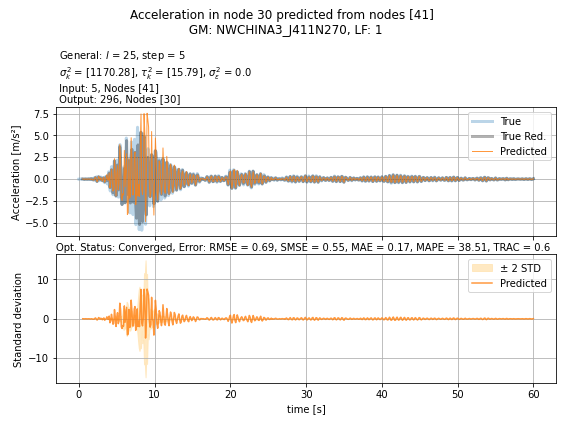 Acceleration in node 30 predicted from nodes [41]
GM: NWCHINA3_J411N270, LF: 1
General: l = 25, step = 5
σ²ₖ = [1170.28], τ²ₖ = [15.79], σ²ε = 0.0
Input: 5, Nodes [41]
Output: 296, Nodes [30]
Acceleration [m/s²]
7.5
5.0
2.5
0.0
−2.5
−5.0
True
True Red.
Predicted
Opt. Status: Converged, Error: RMSE = 0.69, SMSE = 0.55, MAE = 0.17, MAPE = 38.51, TRAC = 0.6
Standard deviation
10
0
−10
± 2 STD
Predicted
0 10 20 30 40 50 60
time [s]